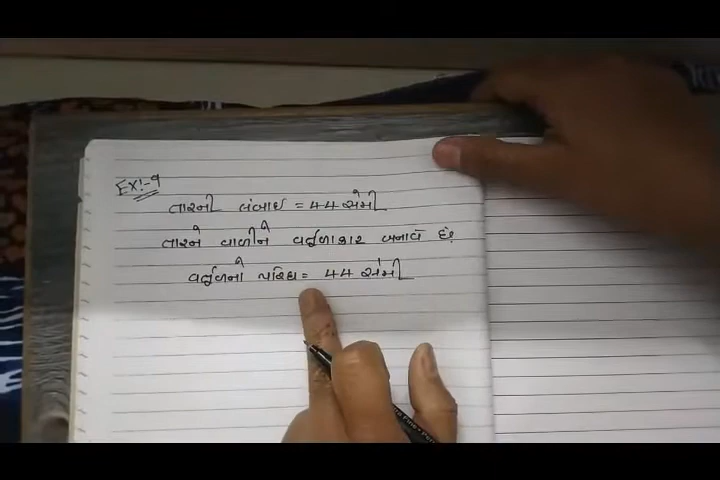 EX:-1
તારની લંબાઈ = 44 સેમી
તારને વાળીને વર્તુળાકાર બનાવે છે.
વર્તુળનો પરિઘ = 44 સેમી